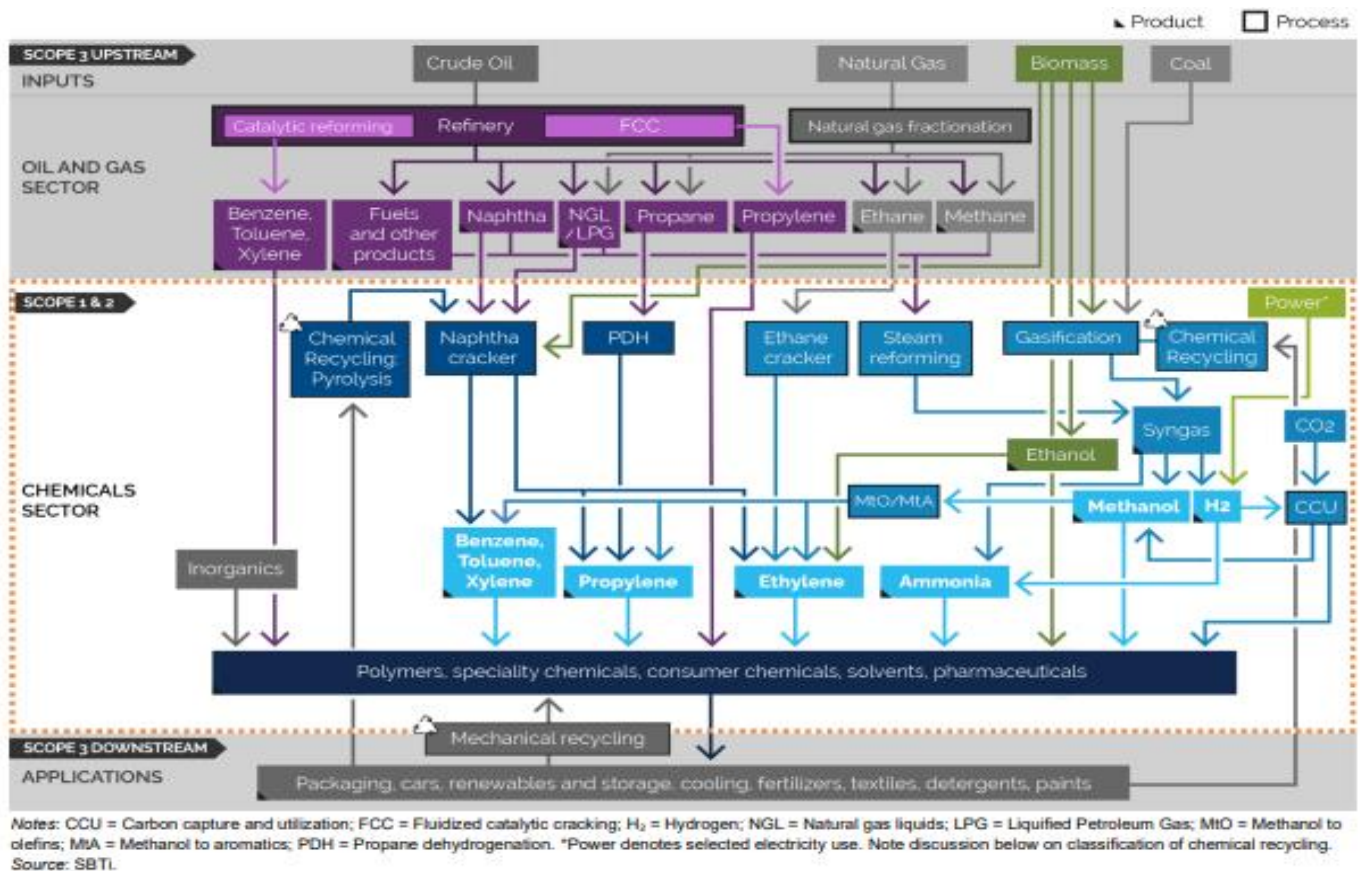 Product Process
SCOPE 3 UPSTREAM
INPUTS
Crude Oil
Natural Gas
Biomass
Coal
OIL AND GAS
SECTOR
Catalytic reforming
Refinery
FCC
Natural gas fractionation
Benzene,
Toluene,
Xylene
Fuels
and other
products
Naphtha
NGL
/LPG
Propane
Propylene
Ethane
Methane
SCOPE 1 & 2
Power*
Chemical
Recycling:
Pyrolysis
Naphtha
cracker
PDH
Ethane
cracker
Steam
reforming
Gasification
Chemical
Recycling
Syngas
CO2
Ethanol
CHEMICALS
SECTOR
MtO/MtA
Methanol
H2
CCU
Benzene,
Toluene,
Xylene
Propylene
Ethylene
Ammonia
Inorganics
Polymers, speciality chemicals, consumer chemicals, solvents, pharmaceuticals
SCOPE 3 DOWNSTREAM
APPLICATIONS
Mechanical recycling
Packaging, cars, renewables and storage, cooling, fertilizers, textiles, detergents, paints
Notes: CCU = Carbon capture and utilization; FCC = Fluidized catalytic cracking; H₂ = Hydrogen; NGL = Natural gas liquids; LPG = Liquified Petroleum Gas; MtO = Methanol to
olefins; MtA = Methanol to aromatics; PDH = Propane dehydrogenation. *Power denotes selected electricity use. Note discussion below on classification of chemical recycling.
Source: SBTi.